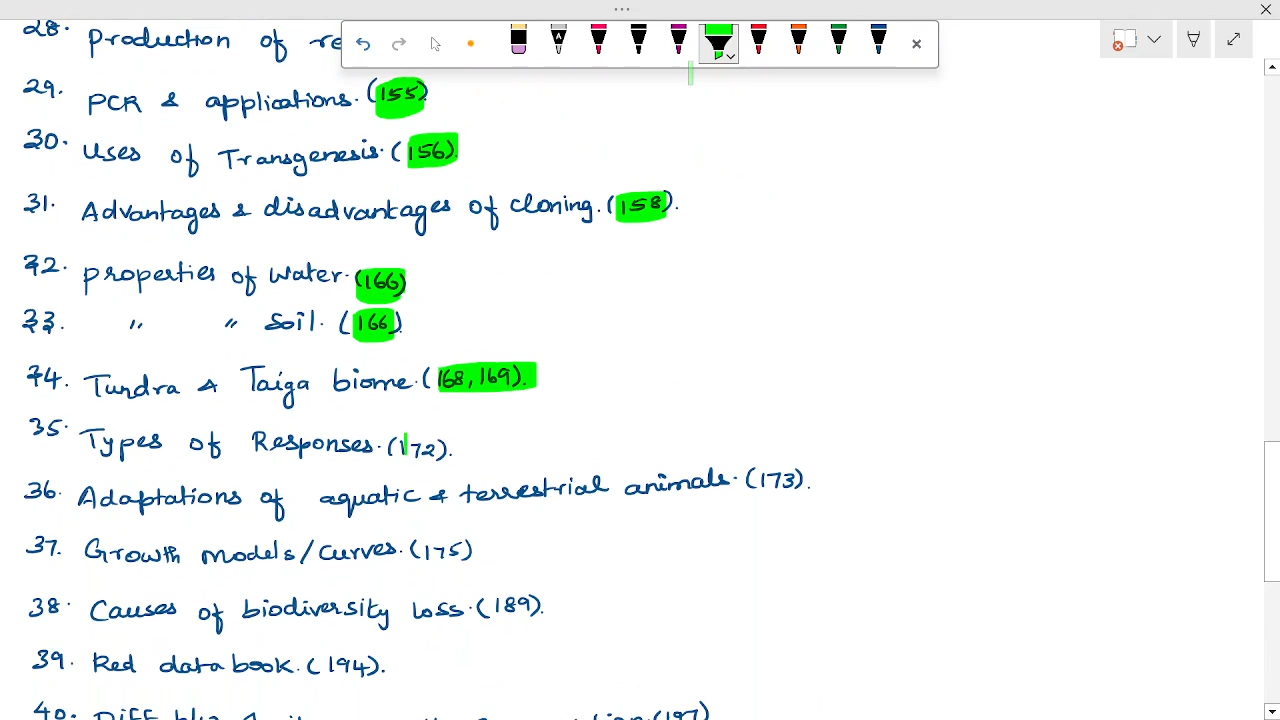 28. Production of re
29. PCR & applications. (155).
30. Uses of Transgenesis. (156).
31. Advantages & disadvantages of cloning. (158).
32. properties of Water. (166)
33. " " Soil. (166).
34. Tundra & Taiga biome. (168, 169).
35. Types of Responses. (172).
36. Adaptations of aquatic & terrestrial animals. (173).
37. Growth models/curves. (175)
38. Causes of biodiversity loss. (189).
39. Red data book. (194).
40. (197)